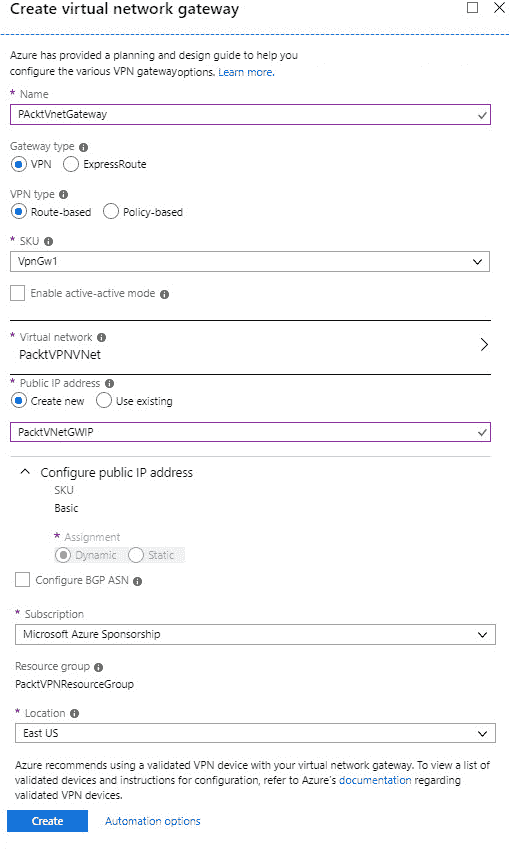 Create virtual network gateway
Azure has provided a planning and design guide to help you
configure the various VPN gatewayoptions. Learn more.
* Name
PAcktVnetGateway
Gateway type
VPN ExpressRoute
VPN type
Route-based Policy-based
* SKU
VpnGw1
Enable active-active mode
* Virtual network
PacktVPNVNet
* Public IP address
Create new Use existing
PacktVNetGWIP
Configure public IP address
SKU
Basic
* Assignment
Dynamic Static
Configure BGP ASN
* Subscription
Microsoft Azure Sponsorship
Resource group
PacktVPNResourceGroup
* Location
East US
Azure recommends using a validated VPN device with your virtual network gateway. To view a list of
validated devices and instructions for configuration, refer to Azure's documentation regarding
validated VPN devices.
Create Automation options